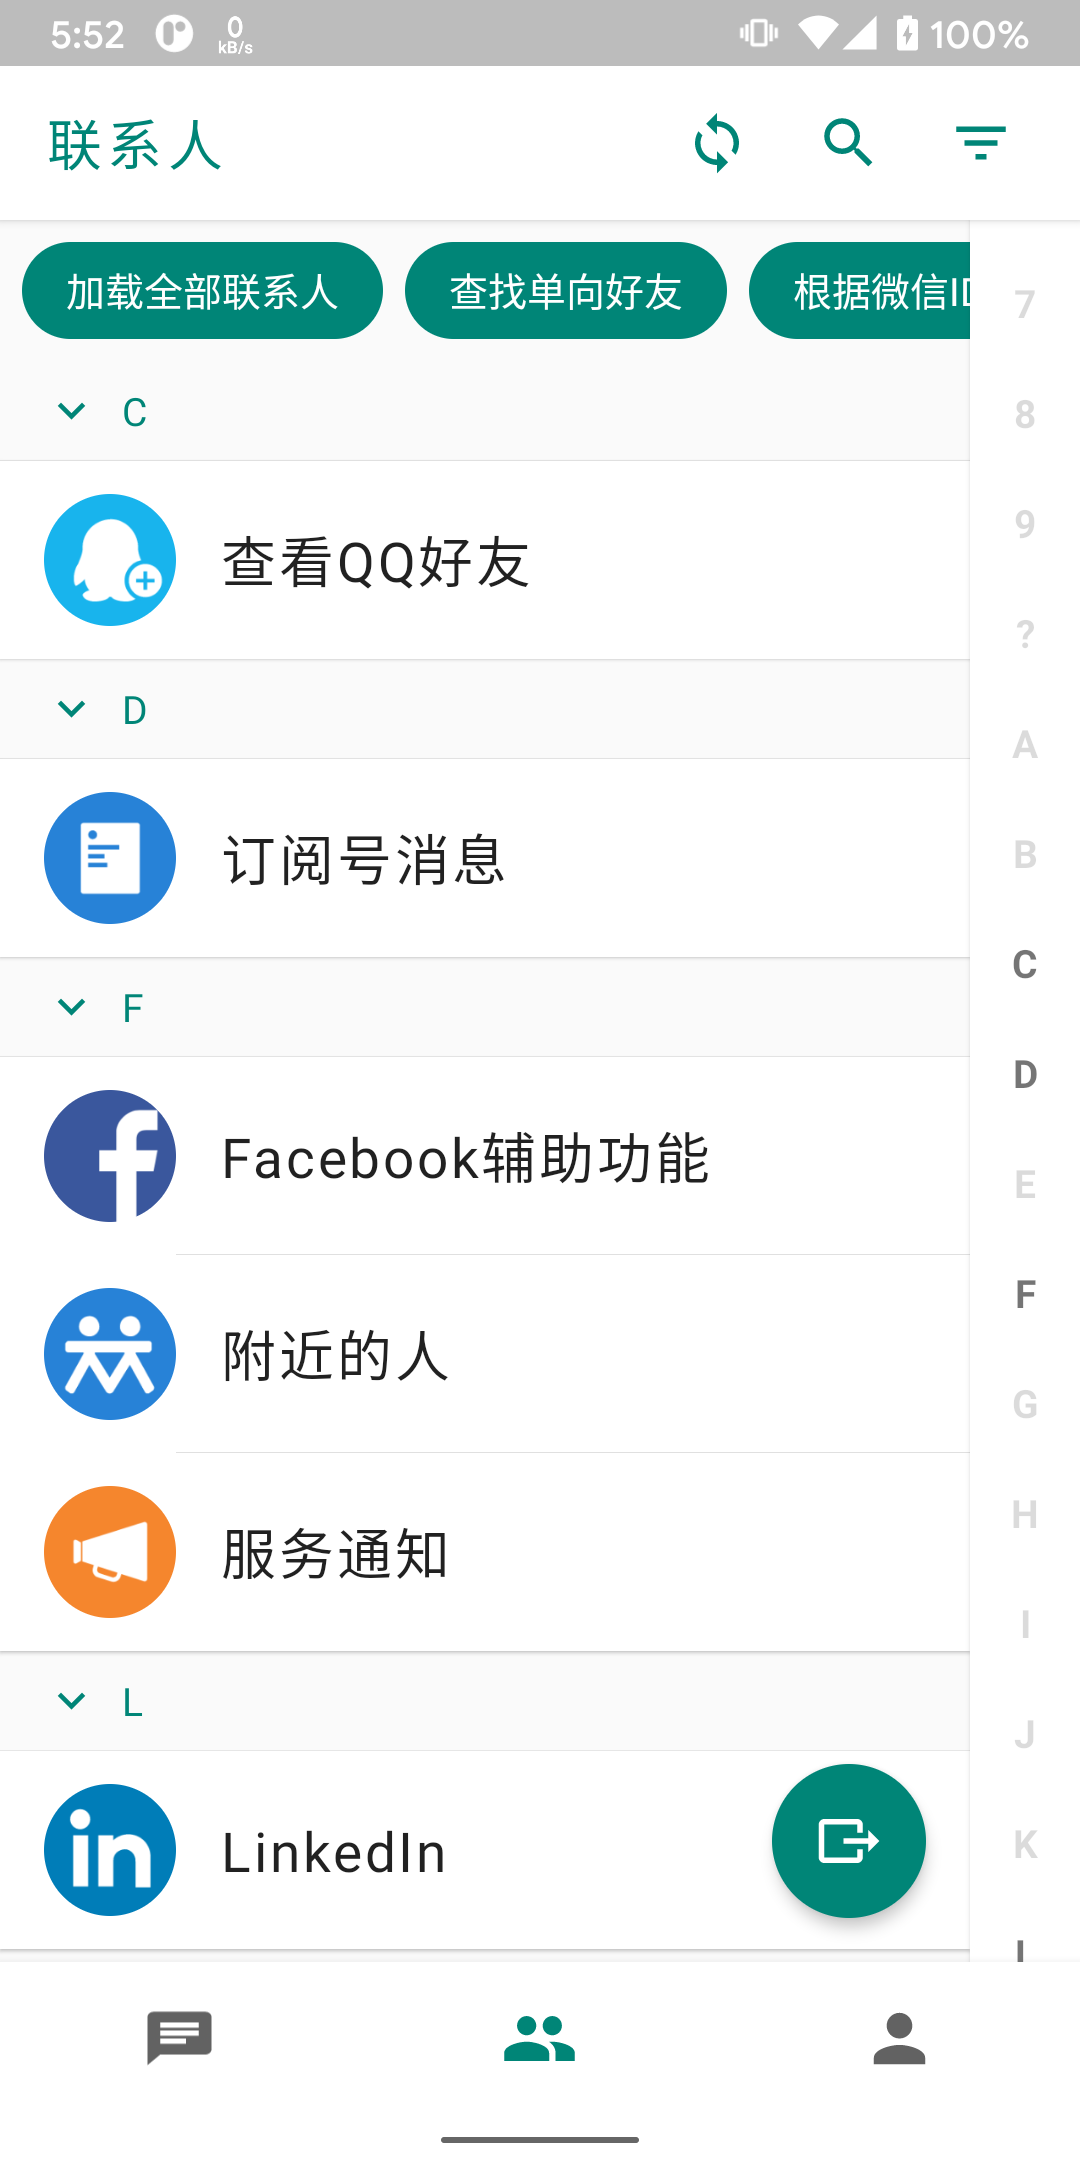 5:52
0
kB/s
100%
联系人
加载全部联系人
查找单向好友
根据微信ID
C
查看QQ好友
D
订阅号消息
F
Facebook辅助功能
附近的人
服务通知
L
LinkedIn
7
8
9
?
A
B
C
D
E
F
G
H
I
J
K
L